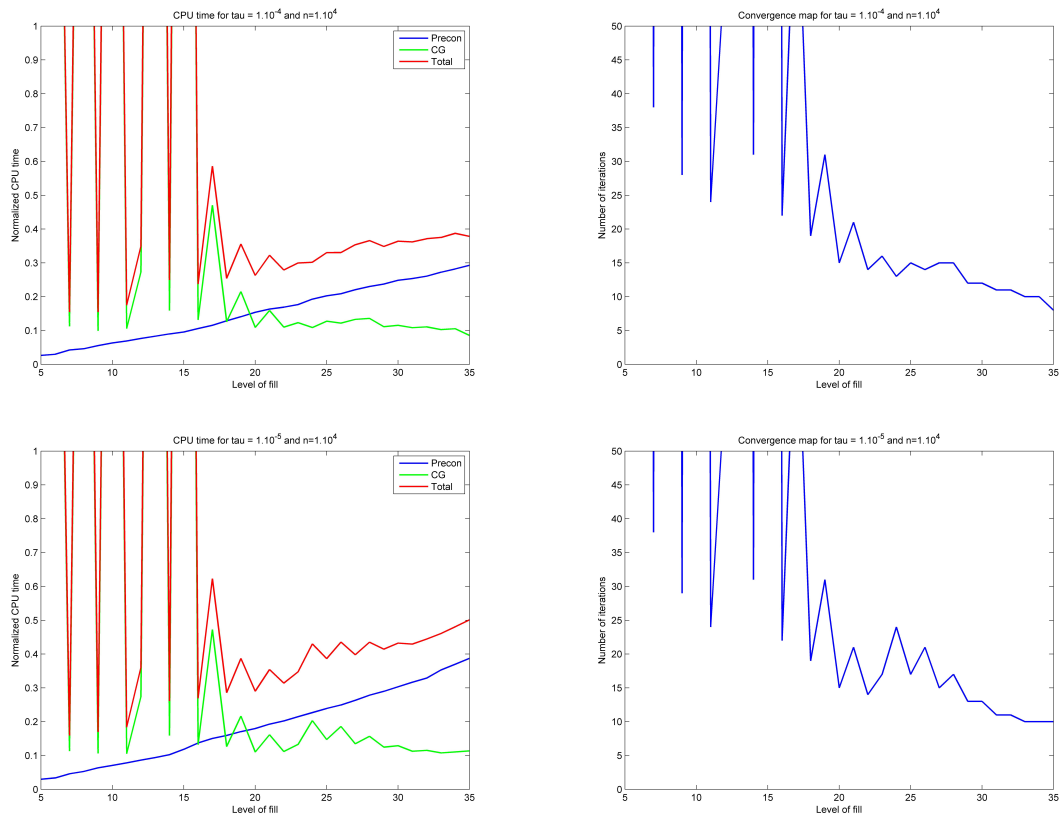 CPU time for tau = 1.10^-4 and n=1.10^4
1
0.9
0.8
0.7
0.6
0.5
0.4
0.3
0.2
0.1
0
Normalized CPU time
Precon
CG
Total
5 10 15 20 25 30 35
Level of fill
Convergence map for tau = 1.10^-4 and n=1.10^4
50
45
40
35
30
25
20
15
10
5
0
Number of iterations
5 10 15 20 25 30 35
Level of fill
CPU time for tau = 1.10^-5 and n=1.10^4
1
0.9
0.8
0.7
0.6
0.5
0.4
0.3
0.2
0.1
0
Normalized CPU time
Precon
CG
Total
5 10 15 20 25 30 35
Level of fill
Convergence map for tau = 1.10^-5 and n=1.10^4
50
45
40
35
30
25
20
15
10
5
0
Number of iterations
5 10 15 20 25 30 35
Level of fill